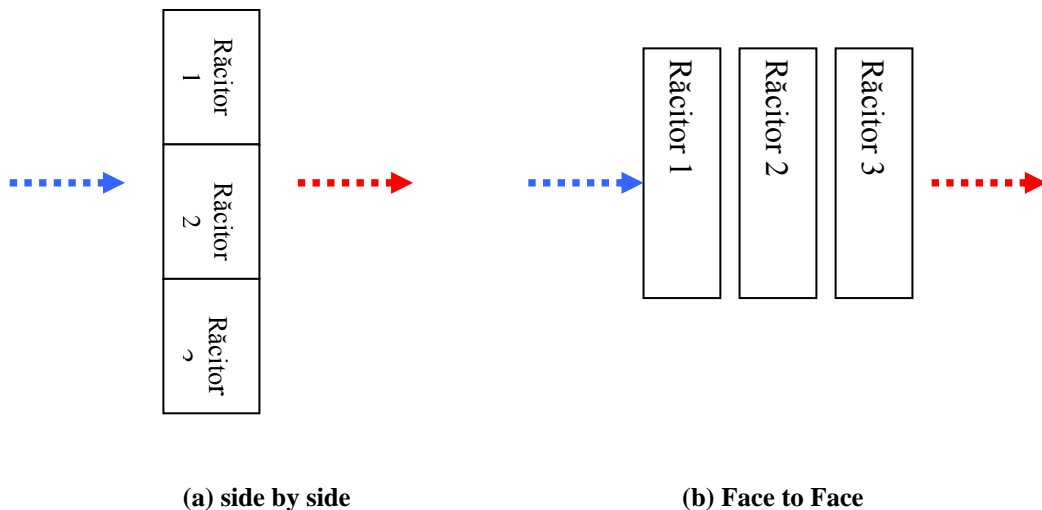 Răcitor
1
Răcitor
2
Răcitor
Răcitor 1
Răcitor 2
Răcitor 3
(a) side by side
(b) Face to Face